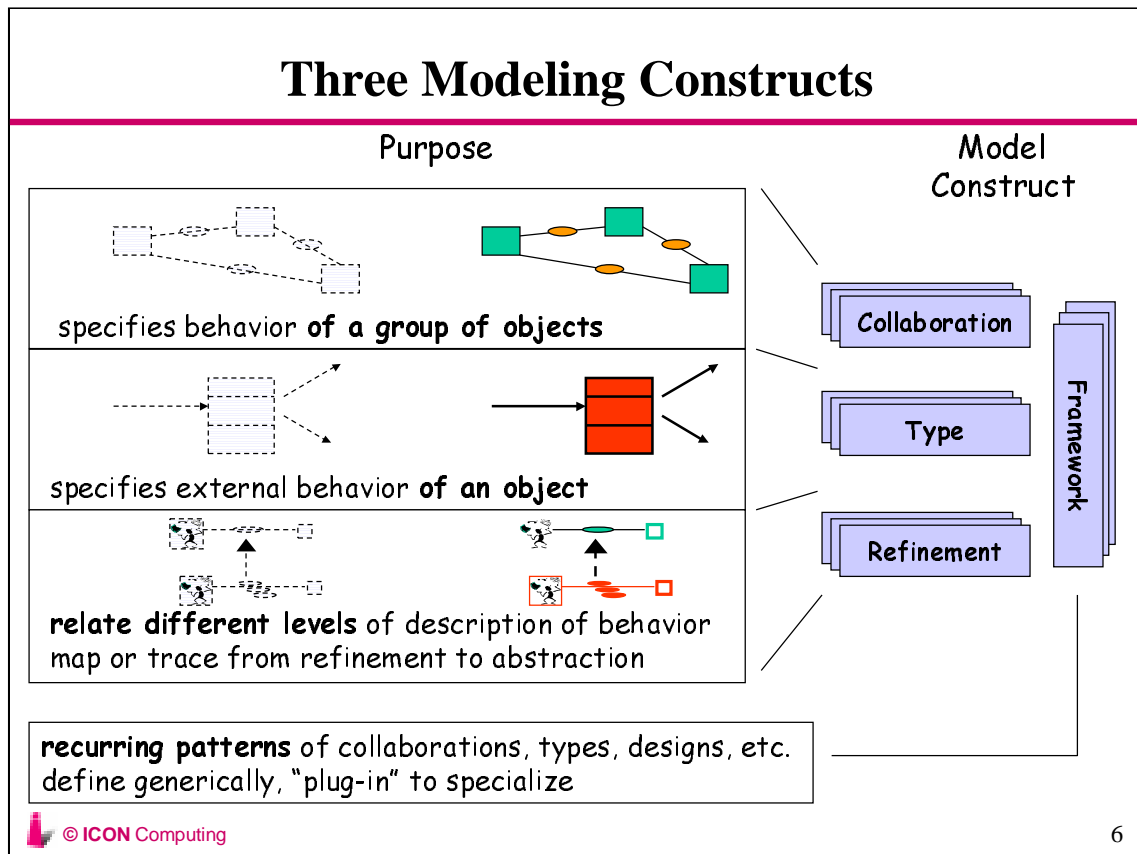 Three Modeling Constructs
Purpose
Model
Construct
specifies behavior of a group of objects
Collaboration
specifies external behavior of an object
Type
relate different levels of description of behavior
map or trace from refinement to abstraction
Refinement
Framework
recurring patterns of collaborations, types, designs, etc.
define generically, “plug-in” to specialize
© ICON Computing
6